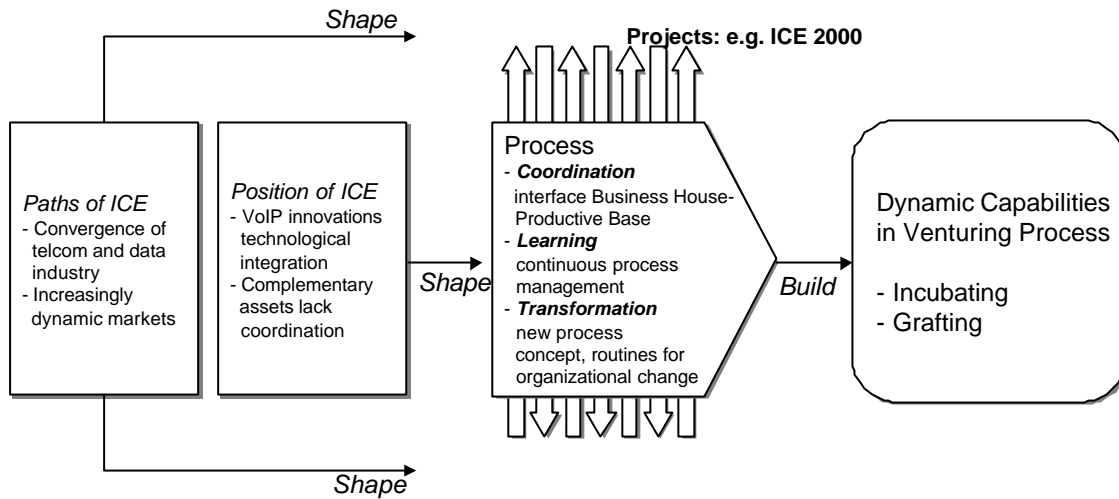 Shape
Projects: e.g. ICE 2000
Paths of ICE
- Convergence of
telcom and data
industry
- Increasingly
dynamic markets
Position of ICE
- VoIP innovations
technological
integration
- Complementary
assets lack
coordination
Shape
Process
- Coordination
interface Business House-
Productive Base
- Learning
continuous process
management
- Transformation
new process
concept, routines for
organizational change
Build
Dynamic Capabilities
in Venturing Process
- Incubating
- Grafting
Shape